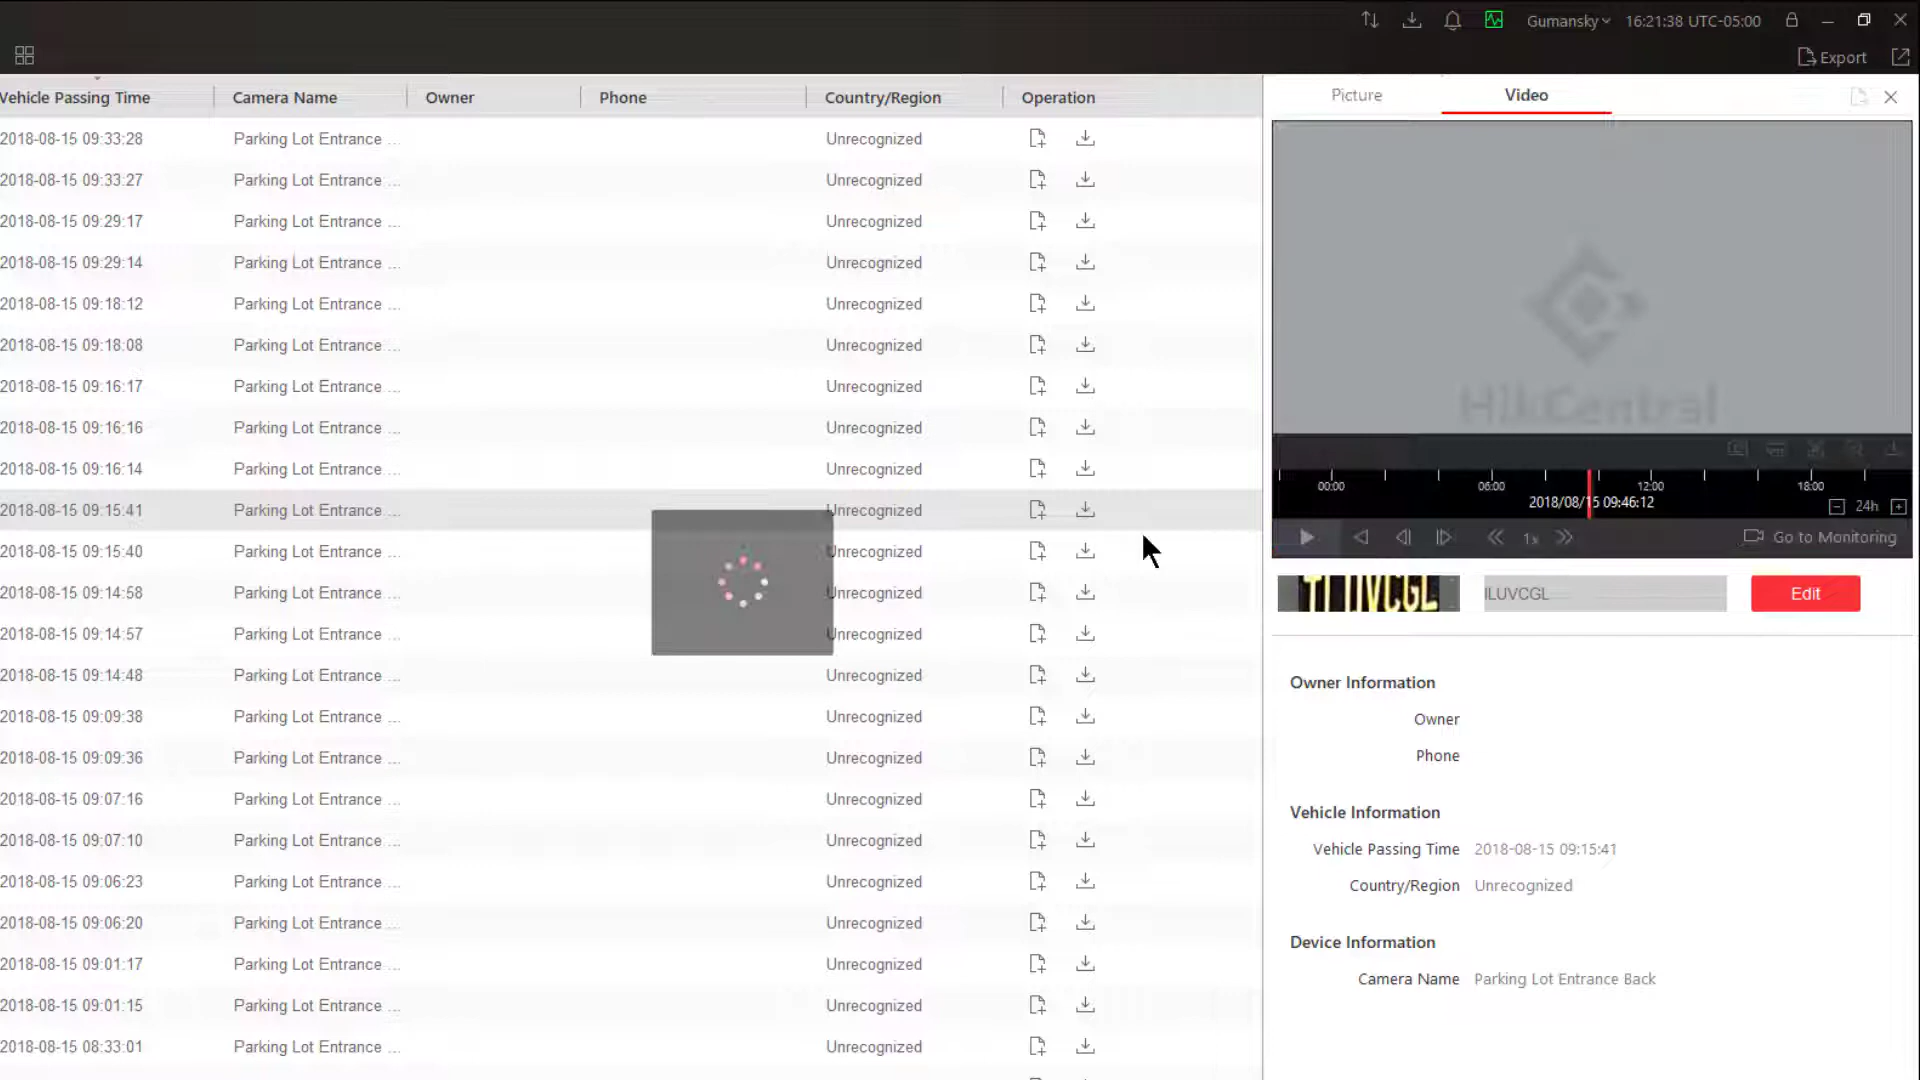 Gumansky 16:21:38 UTC-05:00
Export
Vehicle Passing Time Camera Name Owner Phone Country/Region Operation
2018-08-15 09:33:28 Parking Lot Entrance ... Unrecognized
2018-08-15 09:33:27 Parking Lot Entrance ... Unrecognized
2018-08-15 09:29:17 Parking Lot Entrance ... Unrecognized
2018-08-15 09:29:14 Parking Lot Entrance ... Unrecognized
2018-08-15 09:18:12 Parking Lot Entrance ... Unrecognized
2018-08-15 09:18:08 Parking Lot Entrance ... Unrecognized
2018-08-15 09:16:17 Parking Lot Entrance ... Unrecognized
2018-08-15 09:16:16 Parking Lot Entrance ... Unrecognized
2018-08-15 09:16:14 Parking Lot Entrance ... Unrecognized
2018-08-15 09:15:41 Parking Lot Entrance ... Unrecognized
2018-08-15 09:15:40 Parking Lot Entrance ... Unrecognized
2018-08-15 09:14:58 Parking Lot Entrance ... Unrecognized
2018-08-15 09:14:57 Parking Lot Entrance ... Unrecognized
2018-08-15 09:14:48 Parking Lot Entrance ... Unrecognized
2018-08-15 09:09:38 Parking Lot Entrance ... Unrecognized
2018-08-15 09:09:36 Parking Lot Entrance ... Unrecognized
2018-08-15 09:07:16 Parking Lot Entrance ... Unrecognized
2018-08-15 09:07:10 Parking Lot Entrance ... Unrecognized
2018-08-15 09:06:23 Parking Lot Entrance ... Unrecognized
2018-08-15 09:06:20 Parking Lot Entrance ... Unrecognized
2018-08-15 09:01:17 Parking Lot Entrance ... Unrecognized
2018-08-15 09:01:15 Parking Lot Entrance ... Unrecognized
2018-08-15 08:33:01 Parking Lot Entrance ... Unrecognized
Picture Video
HikCentral
00:00 06:00 12:00 18:00
2018/08/15 09:46:12 24h
1x Go to Monitoring
ILUVCGL Edit
Owner Information
Owner
Phone
Vehicle Information
Vehicle Passing Time 2018-08-15 09:15:41
Country/Region Unrecognized
Device Information
Camera Name Parking Lot Entrance Back